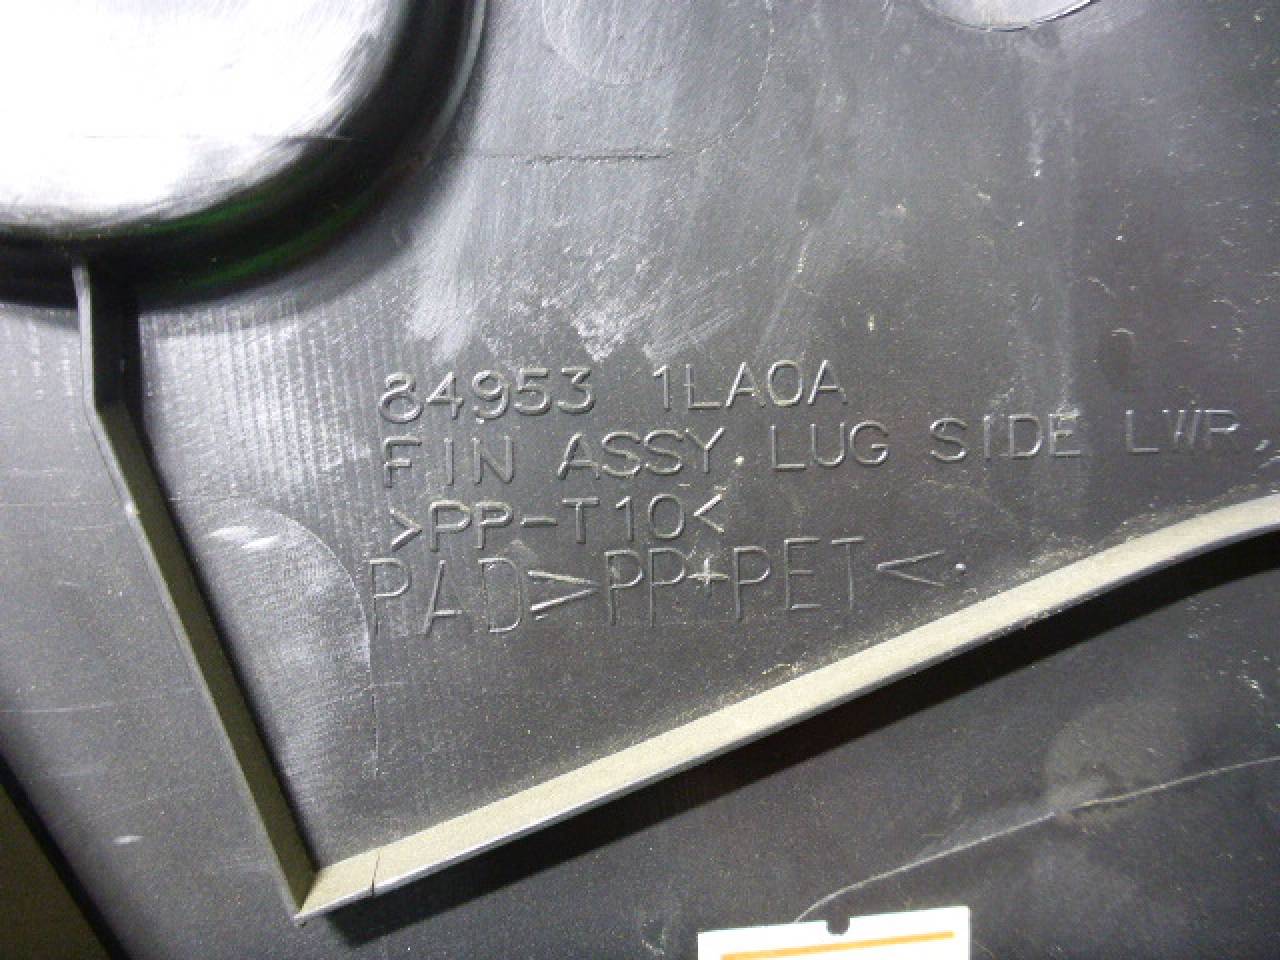 84953 1LA0A
FIN ASSY, LUG SIDE LWR,
>PP-T10<
PAD>PP+PET<